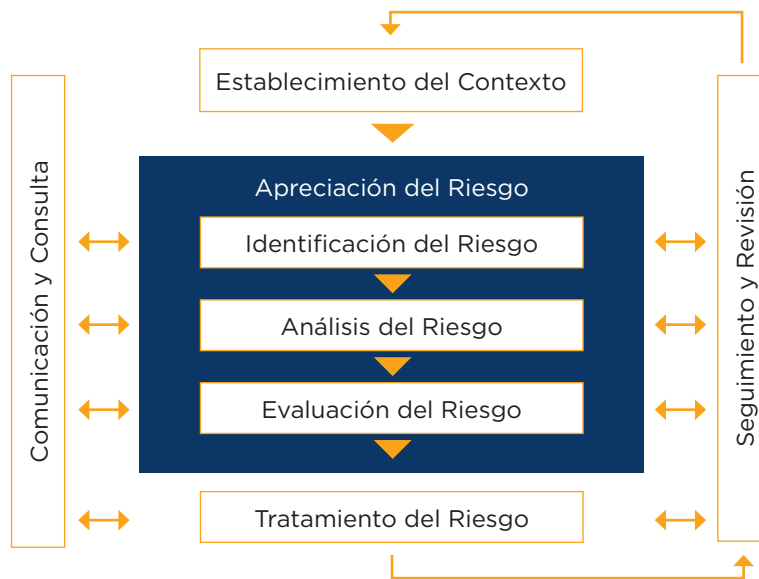 Establecimiento del Contexto
Comunicación y Consulta
Apreciación del Riesgo
Identificación del Riesgo
Análisis del Riesgo
Evaluación del Riesgo
Tratamiento del Riesgo
Seguimiento y Revisión